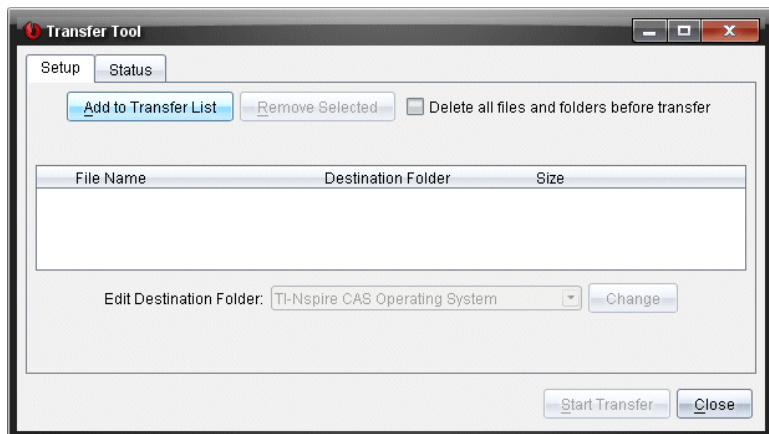 Transfer Tool
Setup Status
Add to Transfer List Remove Selected Delete all files and folders before transfer
File Name Destination Folder Size
Edit Destination Folder: TI-Nspire CAS Operating System Change
Start Transfer Close